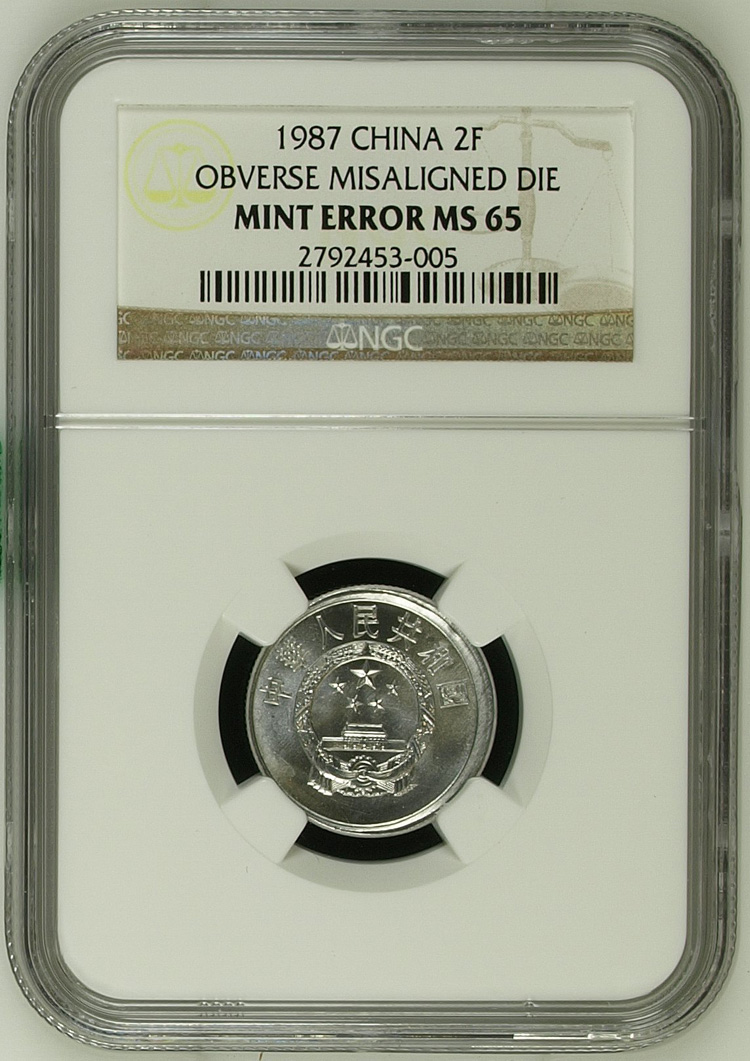 1987 CHINA 2F
OBVERSE MISALIGNED DIE
MINT ERROR MS 65
2792453-005
NGC
中华人民共和国